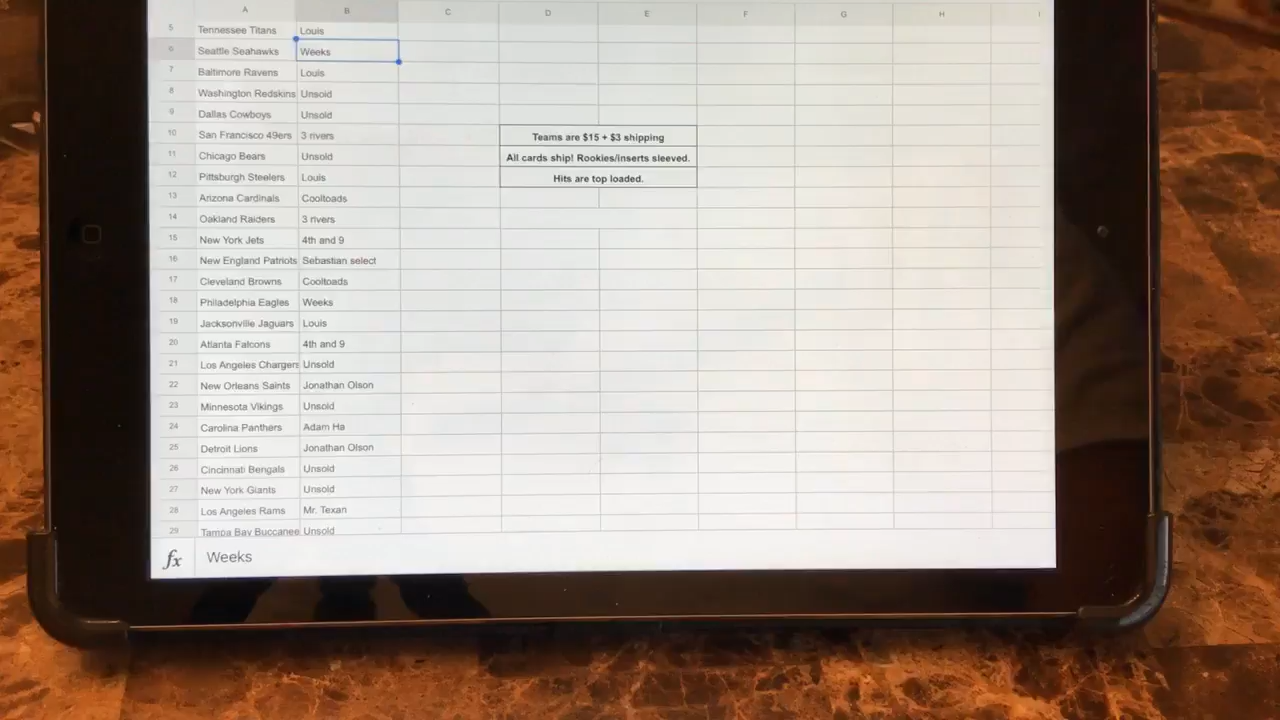 A B C D E F G H I
5 Tennessee Titans Louis
6 Seattle Seahawks Weeks
7 Baltimore Ravens Louis
8 Washington Redskins Unsold
9 Dallas Cowboys Unsold
10 San Francisco 49ers 3 rivers Teams are $15 + $3 shipping
11 Chicago Bears Unsold All cards ship! Rookies/inserts sleeved.
12 Pittsburgh Steelers Louis Hits are top loaded.
13 Arizona Cardinals Cooltoads
14 Oakland Raiders 3 rivers
15 New York Jets 4th and 9
16 New England Patriots Sebastian select
17 Cleveland Browns Cooltoads
18 Philadelphia Eagles Weeks
19 Jacksonville Jaguars Louis
20 Atlanta Falcons 4th and 9
21 Los Angeles Chargers Unsold
22 New Orleans Saints Jonathan Olson
23 Minnesota Vikings Unsold
24 Carolina Panthers Adam Ha
25 Detroit Lions Jonathan Olson
26 Cincinnati Bengals Unsold
27 New York Giants Unsold
28 Los Angeles Rams Mr. Texan
29 Tampa Bay Buccanee Unsold
fx Weeks